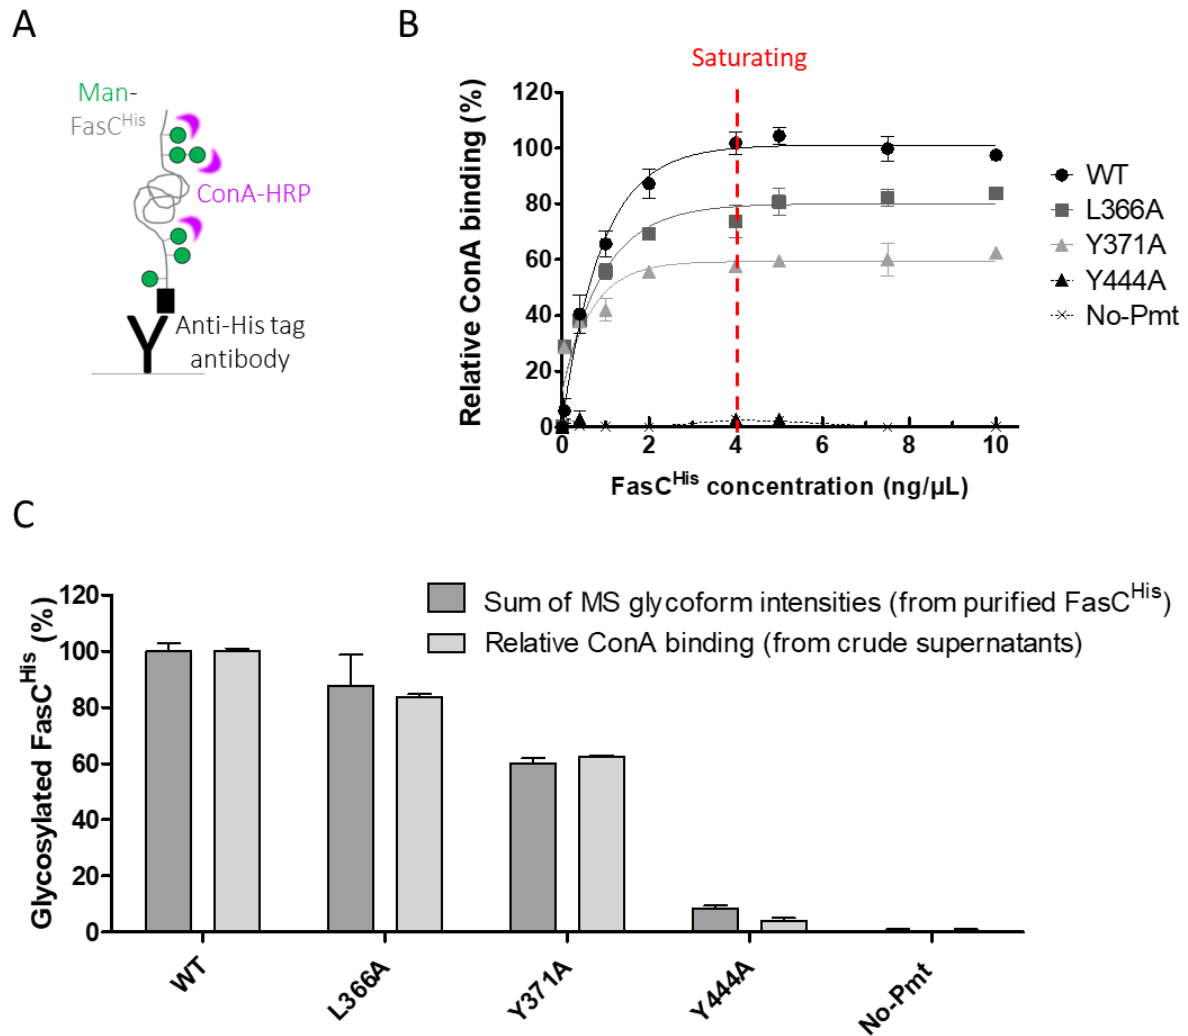 A
Man-
FasC^His
ConA-HRP
Anti-His tag
antibody
B
Saturating
Relative ConA binding (%)
120
100
80
60
40
20
0
0
2
4
6
8
10
FasC^His concentration (ng/µL)
WT
L366A
Y371A
Y444A
No-Pmt
C
Glycosylated FasC^His (%)
120
100
80
60
40
20
0
Sum of MS glycoform intensities (from purified FasC^His)
Relative ConA binding (from crude supernatants)
WT
L366A
Y371A
Y444A
No-Pmt